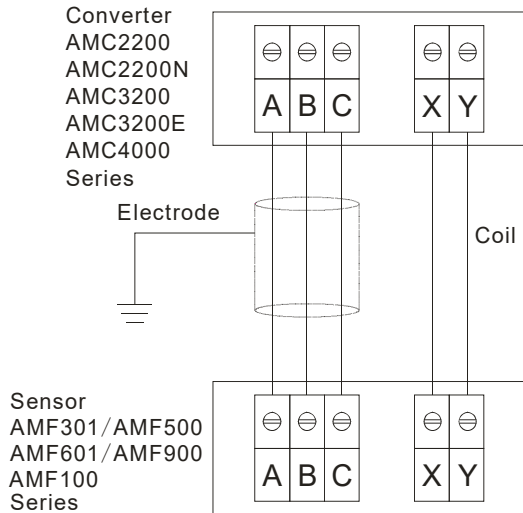 Converter
AMC2200
AMC2200N
AMC3200
AMC3200E
AMC4000
Series
A B C X Y
Electrode
Coil
Sensor
AMF301/AMF500
AMF601/AMF900
AMF100
Series
A B C X Y